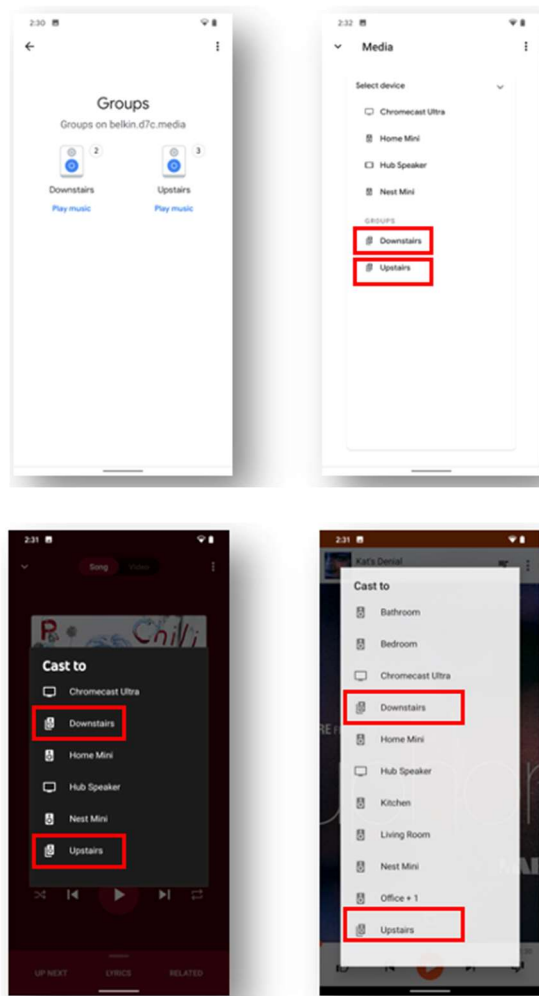 2:30
Groups
Groups on belkin.d7c.media
2
3
Downstairs
Upstairs
Play music
Play music
2:32
Media
Select device
Chromecast Ultra
Home Mini
Hub Speaker
Nest Mini
GROUPS
Downstairs
Upstairs
2:31
Song
Video
Chilli
Cast to
Chromecast Ultra
Downstairs
Home Mini
Hub Speaker
Nest Mini
Upstairs
UP NEXT
LYRICS
RELATED
2:31
Kat's Denial
Cast to
Bathroom
Bedroom
Chromecast Ultra
Downstairs
Home Mini
Hub Speaker
Kitchen
Living Room
Nest Mini
Office + 1
Upstairs